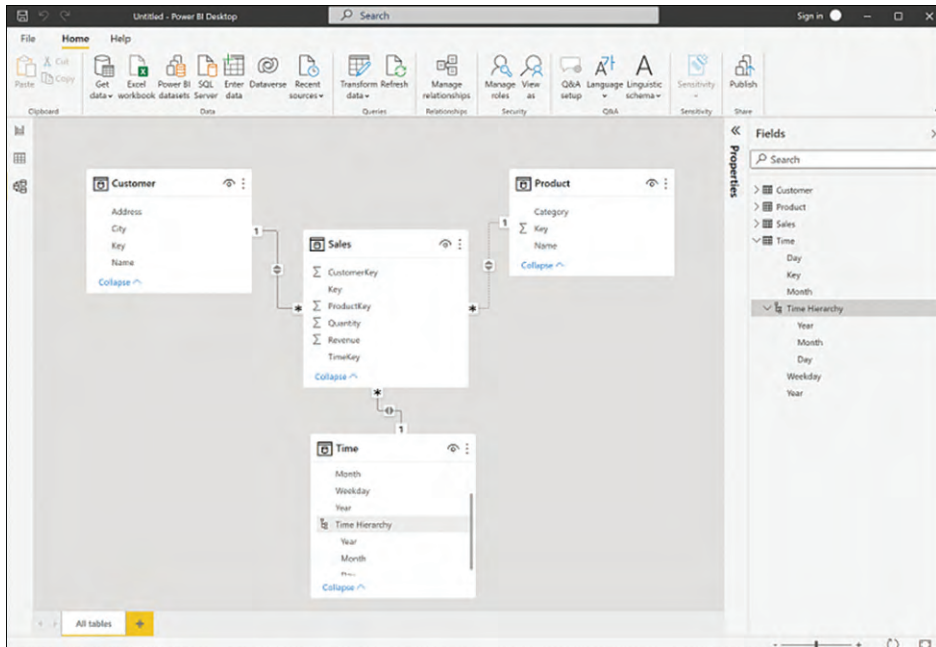 Untitled - Power BI Desktop
Search
Sign in
File Home Help
Paste
Cut
Copy
Get data
Excel workbook
Power BI datasets
SQL Server
Enter data
Dataverse
Recent sources
Transform data
Refresh
Manage relationships
Manage roles
View as
Q&A setup
Language
Linguistic schema
Sensitivity
Publish
Clipboard
Data
Queries
Relationships
Security
Q&A
Sensitivity
Share
Customer
Address
City
Key
Name
Collapse
1
*
Sales
CustomerKey
Key
ProductKey
Quantity
Revenue
TimeKey
Collapse
Product
Category
Key
Name
Collapse
1
*
*
1
Time
Month
Weekday
Year
Time Hierarchy
Year
Month
Day
Collapse
Properties
Fields
Search
Customer
Product
Sales
Time
Day
Key
Month
Time Hierarchy
Year
Month
Day
Weekday
Year
All tables
+
- +